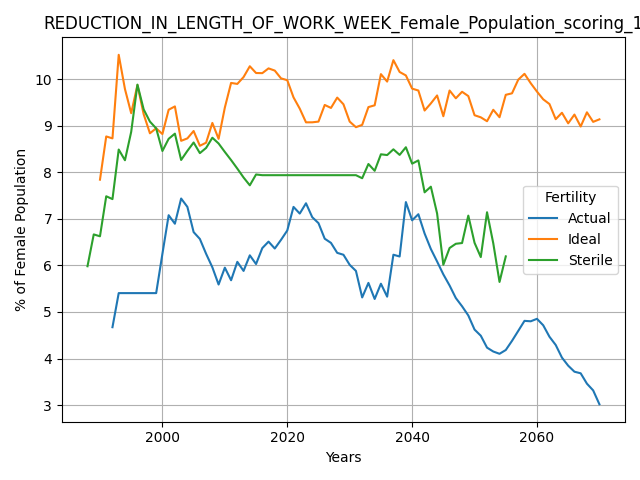 REDUCTION_IN_LENGTH_OF_WORK_WEEK_Female_Population_scoring_1
% of Female Population
10
9
8
7
6
5
4
3
Fertility
Actual
Ideal
Sterile
2000 2020 2040 2060
Years